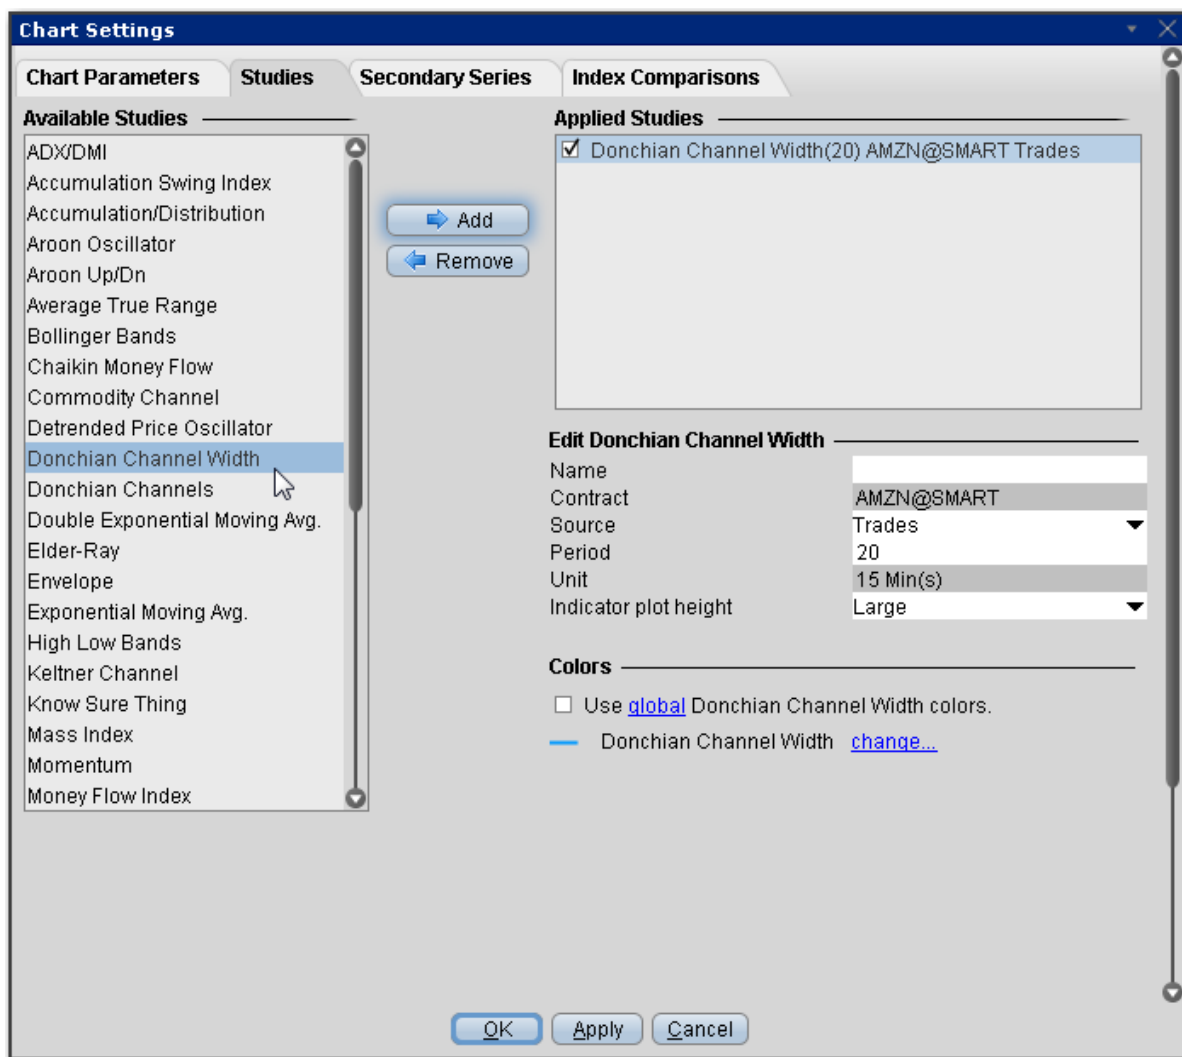 Chart Settings
Chart Parameters
Studies
Secondary Series
Index Comparisons
Available Studies
ADX/DMI
Accumulation Swing Index
Accumulation/Distribution
Aroon Oscillator
Aroon Up/Dn
Average True Range
Bollinger Bands
Chaikin Money Flow
Commodity Channel
Detrended Price Oscillator
Donchian Channel Width
Donchian Channels
Double Exponential Moving Avg.
Elder-Ray
Envelope
Exponential Moving Avg.
High Low Bands
Keltner Channel
Know Sure Thing
Mass Index
Momentum
Money Flow Index
Add
Remove
Applied Studies
Donchian Channel Width(20) AMZN@SMART Trades
Edit Donchian Channel Width
Name
Contract AMZN@SMART
Source Trades
Period 20
Unit 15 Min(s)
Indicator plot height Large
Colors
Use global Donchian Channel Width colors.
Donchian Channel Width change...
OK
Apply
Cancel